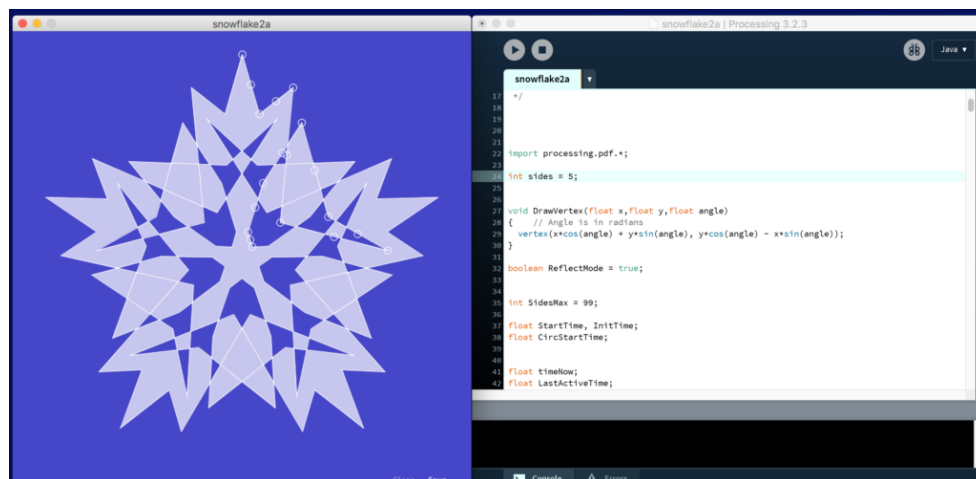 snowflake2a
snowflake2a | Processing 3.2.3
Java ▾
snowflake2a ▾
17 */
18
19
20
21
22 import processing.pdf.*;
23
24 int sides = 5;
25
26
27 void DrawVertex(float x,float y,float angle)
28 { // Angle is in radians
29 vertex(x*cos(angle) + y*sin(angle), y*cos(angle) - x*sin(angle));
30 }
31
32 boolean ReflectMode = true;
33
34
35 int SidesMax = 99;
36
37 float StartTime, InitTime;
38 float CircStartTime;
39
40
41 float timeNow;
42 float LastActiveTime;
Console Errors